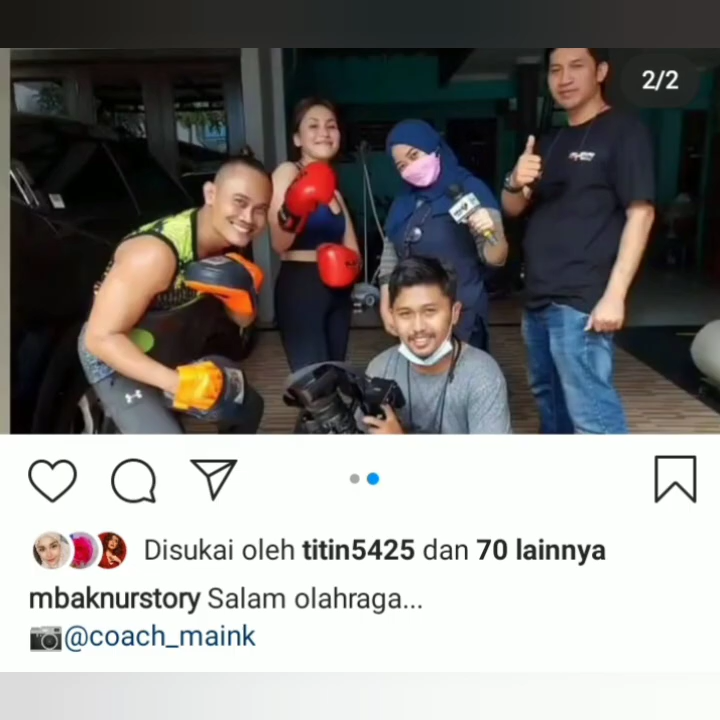 2/2
Disukai oleh titin5425 dan 70 lainnya
mbaknurstory Salam olahraga...
@coach_maink